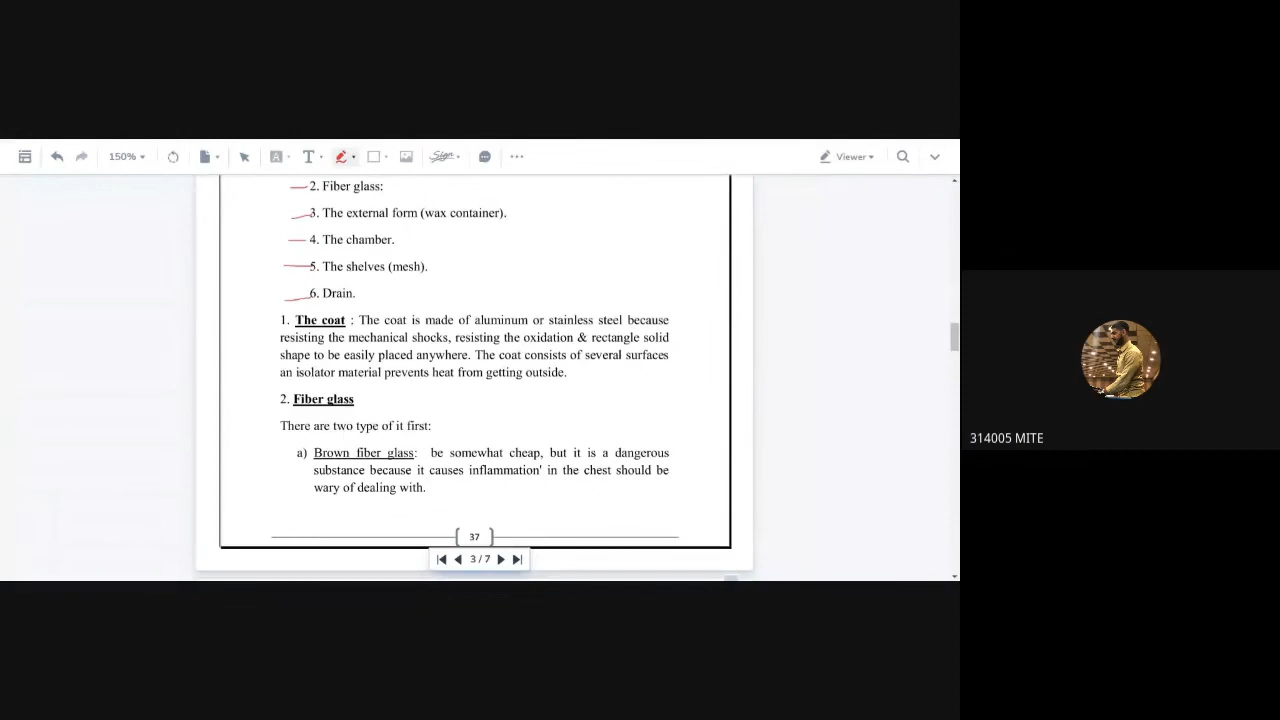 150%
A
T
Sign
Viewer
2. Fiber glass:
3. The external form (wax container).
4. The chamber.
5. The shelves (mesh).
6. Drain.
1. The coat : The coat is made of aluminum or stainless steel because
resisting the mechanical shocks, resisting the oxidation & rectangle solid
shape to be easily placed anywhere. The coat consists of several surfaces
an isolator material prevents heat from getting outside.
2. Fiber glass
There are two type of it first:
a) Brown fiber glass: be somewhat cheap, but it is a dangerous
substance because it causes inflammation' in the chest should be
wary of dealing with.
37
3 / 7
314005 MITE